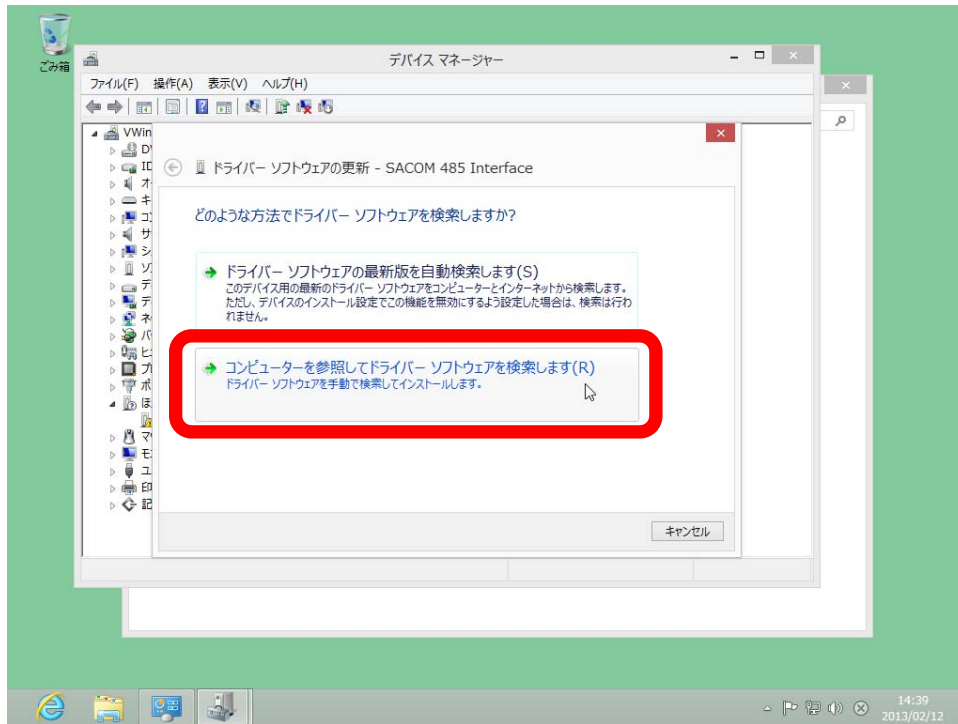 ごみ箱
デバイス マネージャー
ファイル(F) 操作(A) 表示(V) ヘルプ(H)
VWin
ドライバー ソフトウェアの更新 - SACOM 485 Interface
どのような方法でドライバー ソフトウェアを検索しますか?
ドライバー ソフトウェアの最新版を自動検索します(S)
このデバイス用の最新のドライバー ソフトウェアをコンピューターとインターネットから検索します。
ただし、デバイスのインストール設定でこの機能を無効にするよう設定した場合は、検索は行わ
れません。
コンピューターを参照してドライバー ソフトウェアを検索します(R)
ドライバー ソフトウェアを手動で検索してインストールします。
キャンセル
14:39
2013/02/12